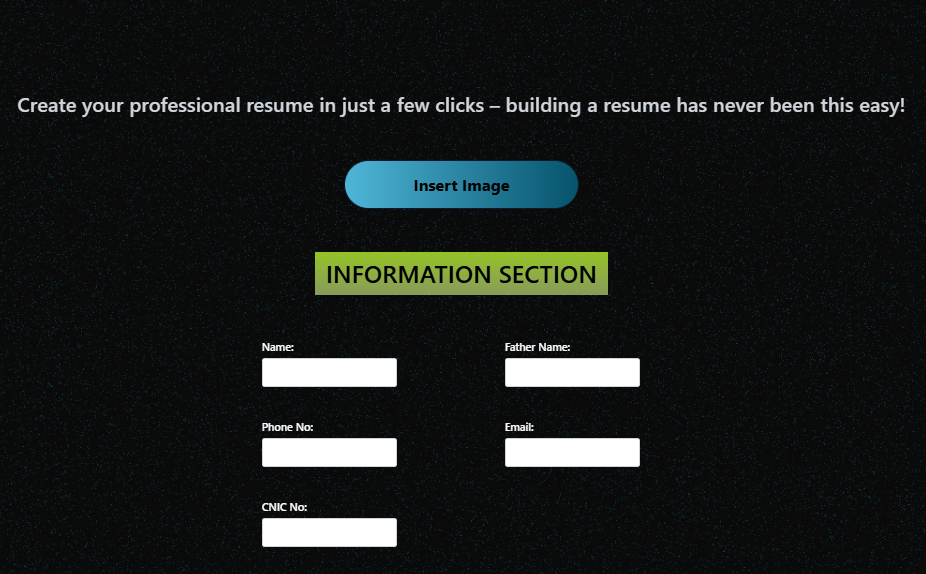 Create your professional resume in just a few clicks – building a resume has never been this easy!
Insert Image
INFORMATION SECTION
Name:
Father Name:
Phone No:
Email:
CNIC No: